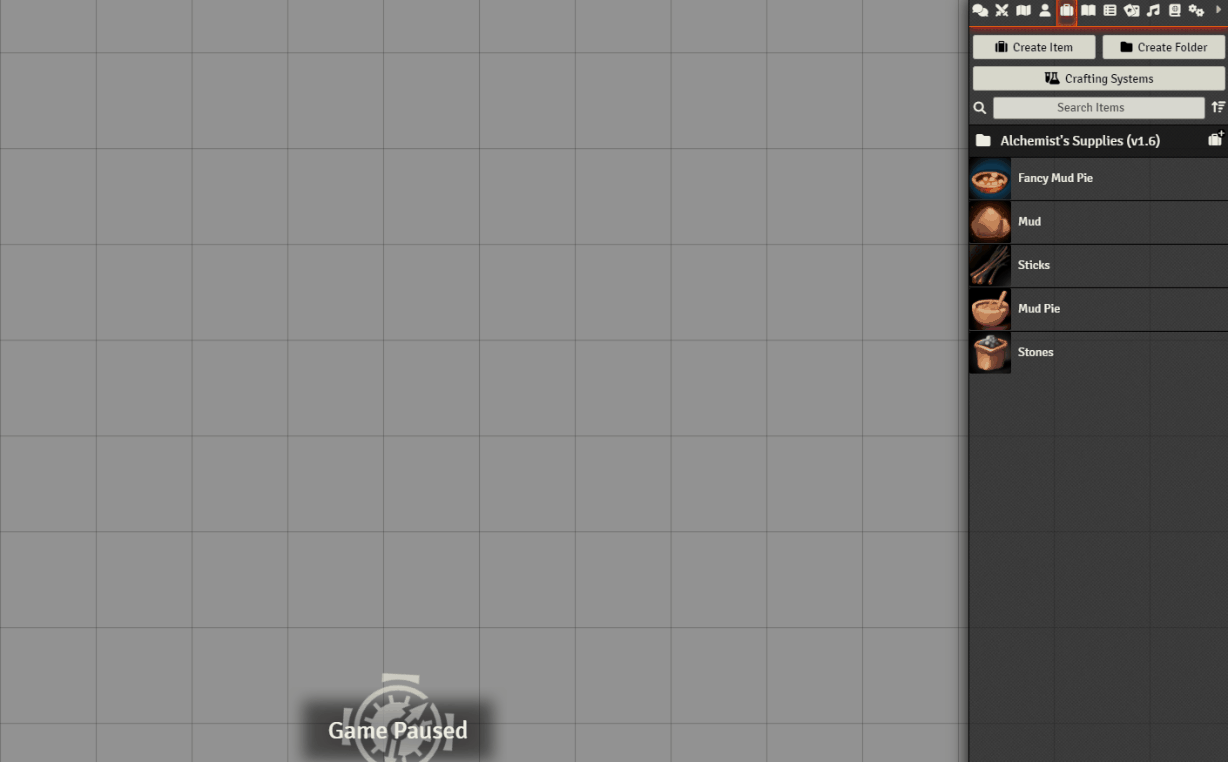 Create Item
Create Folder
Crafting Systems
Search Items
Alchemist's Supplies (v1.6)
Fancy Mud Pie
Mud
Sticks
Mud Pie
Stones
Game Paused